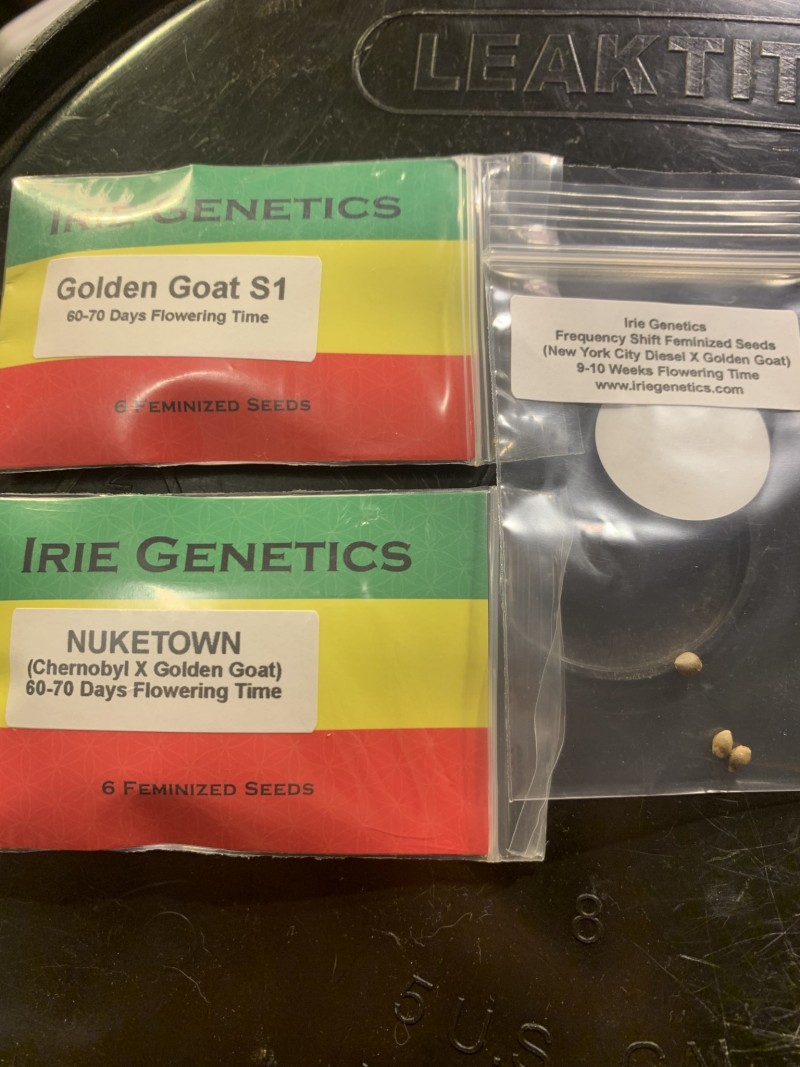 LEAKTIT
IRIE GENETICS
Golden Goat S1
60-70 Days Flowering Time
6 FEMINIZED SEEDS
Irie Genetics
Frequency Shift Feminized Seeds
(New York City Diesel X Golden Goat)
9-10 Weeks Flowering Time
www.iriegenetics.com
IRIE GENETICS
NUKETOWN
(Chernobyl X Golden Goat)
60-70 Days Flowering Time
6 FEMINIZED SEEDS
8
5 U.S.